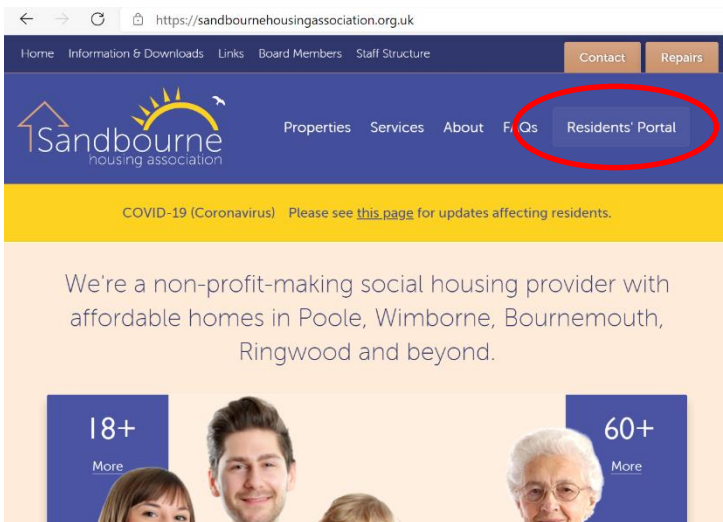 https://sandbournehousingassociation.org.uk
Home Information & Downloads Links Board Members Staff Structure Contact Repairs
Sandbourne
housing association
Properties Services About FAQs Residents' Portal
COVID-19 (Coronavirus) Please see this page for updates affecting residents.
We're a non-profit-making social housing provider with
affordable homes in Poole, Wimborne, Bournemouth,
Ringwood and beyond.
18+
More
60+
More